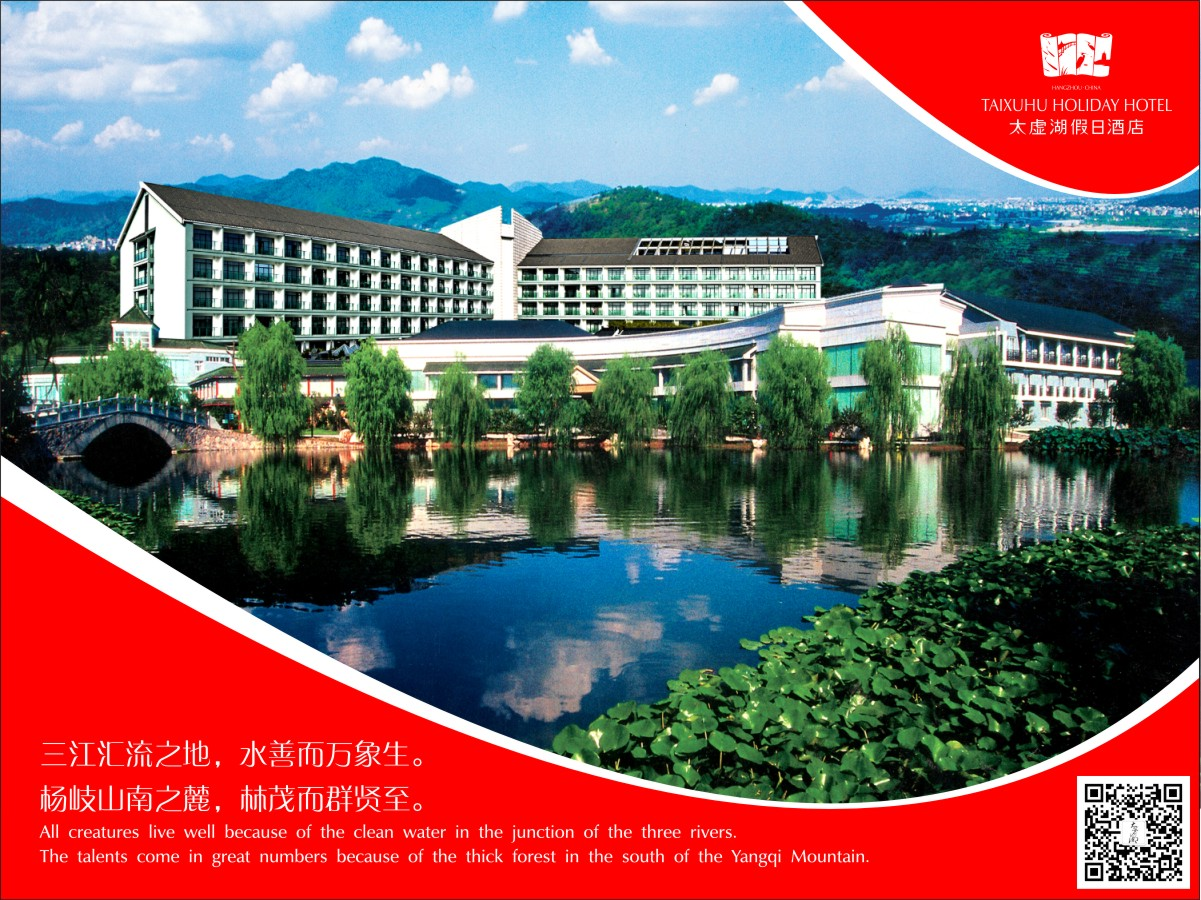 HANGZHOU·CHINA
TAIXUHU HOLIDAY HOTEL
太虚湖假日酒店
三江汇流之地，水善而万象生。
杨岐山南之麓，林茂而群贤至。
All creatures live well because of the clean water in the junction of the three rivers.
The talents come in great numbers because of the thick forest in the south of the Yangqi Mountain.